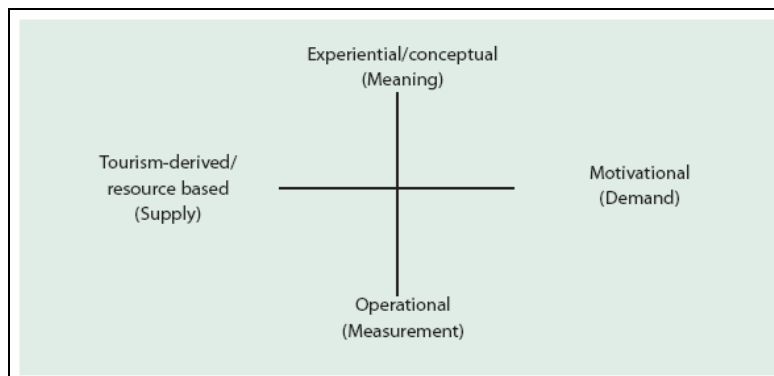 Experiential/conceptual
(Meaning)
Tourism-derived/
resource based
(Supply)
Motivational
(Demand)
Operational
(Measurement)